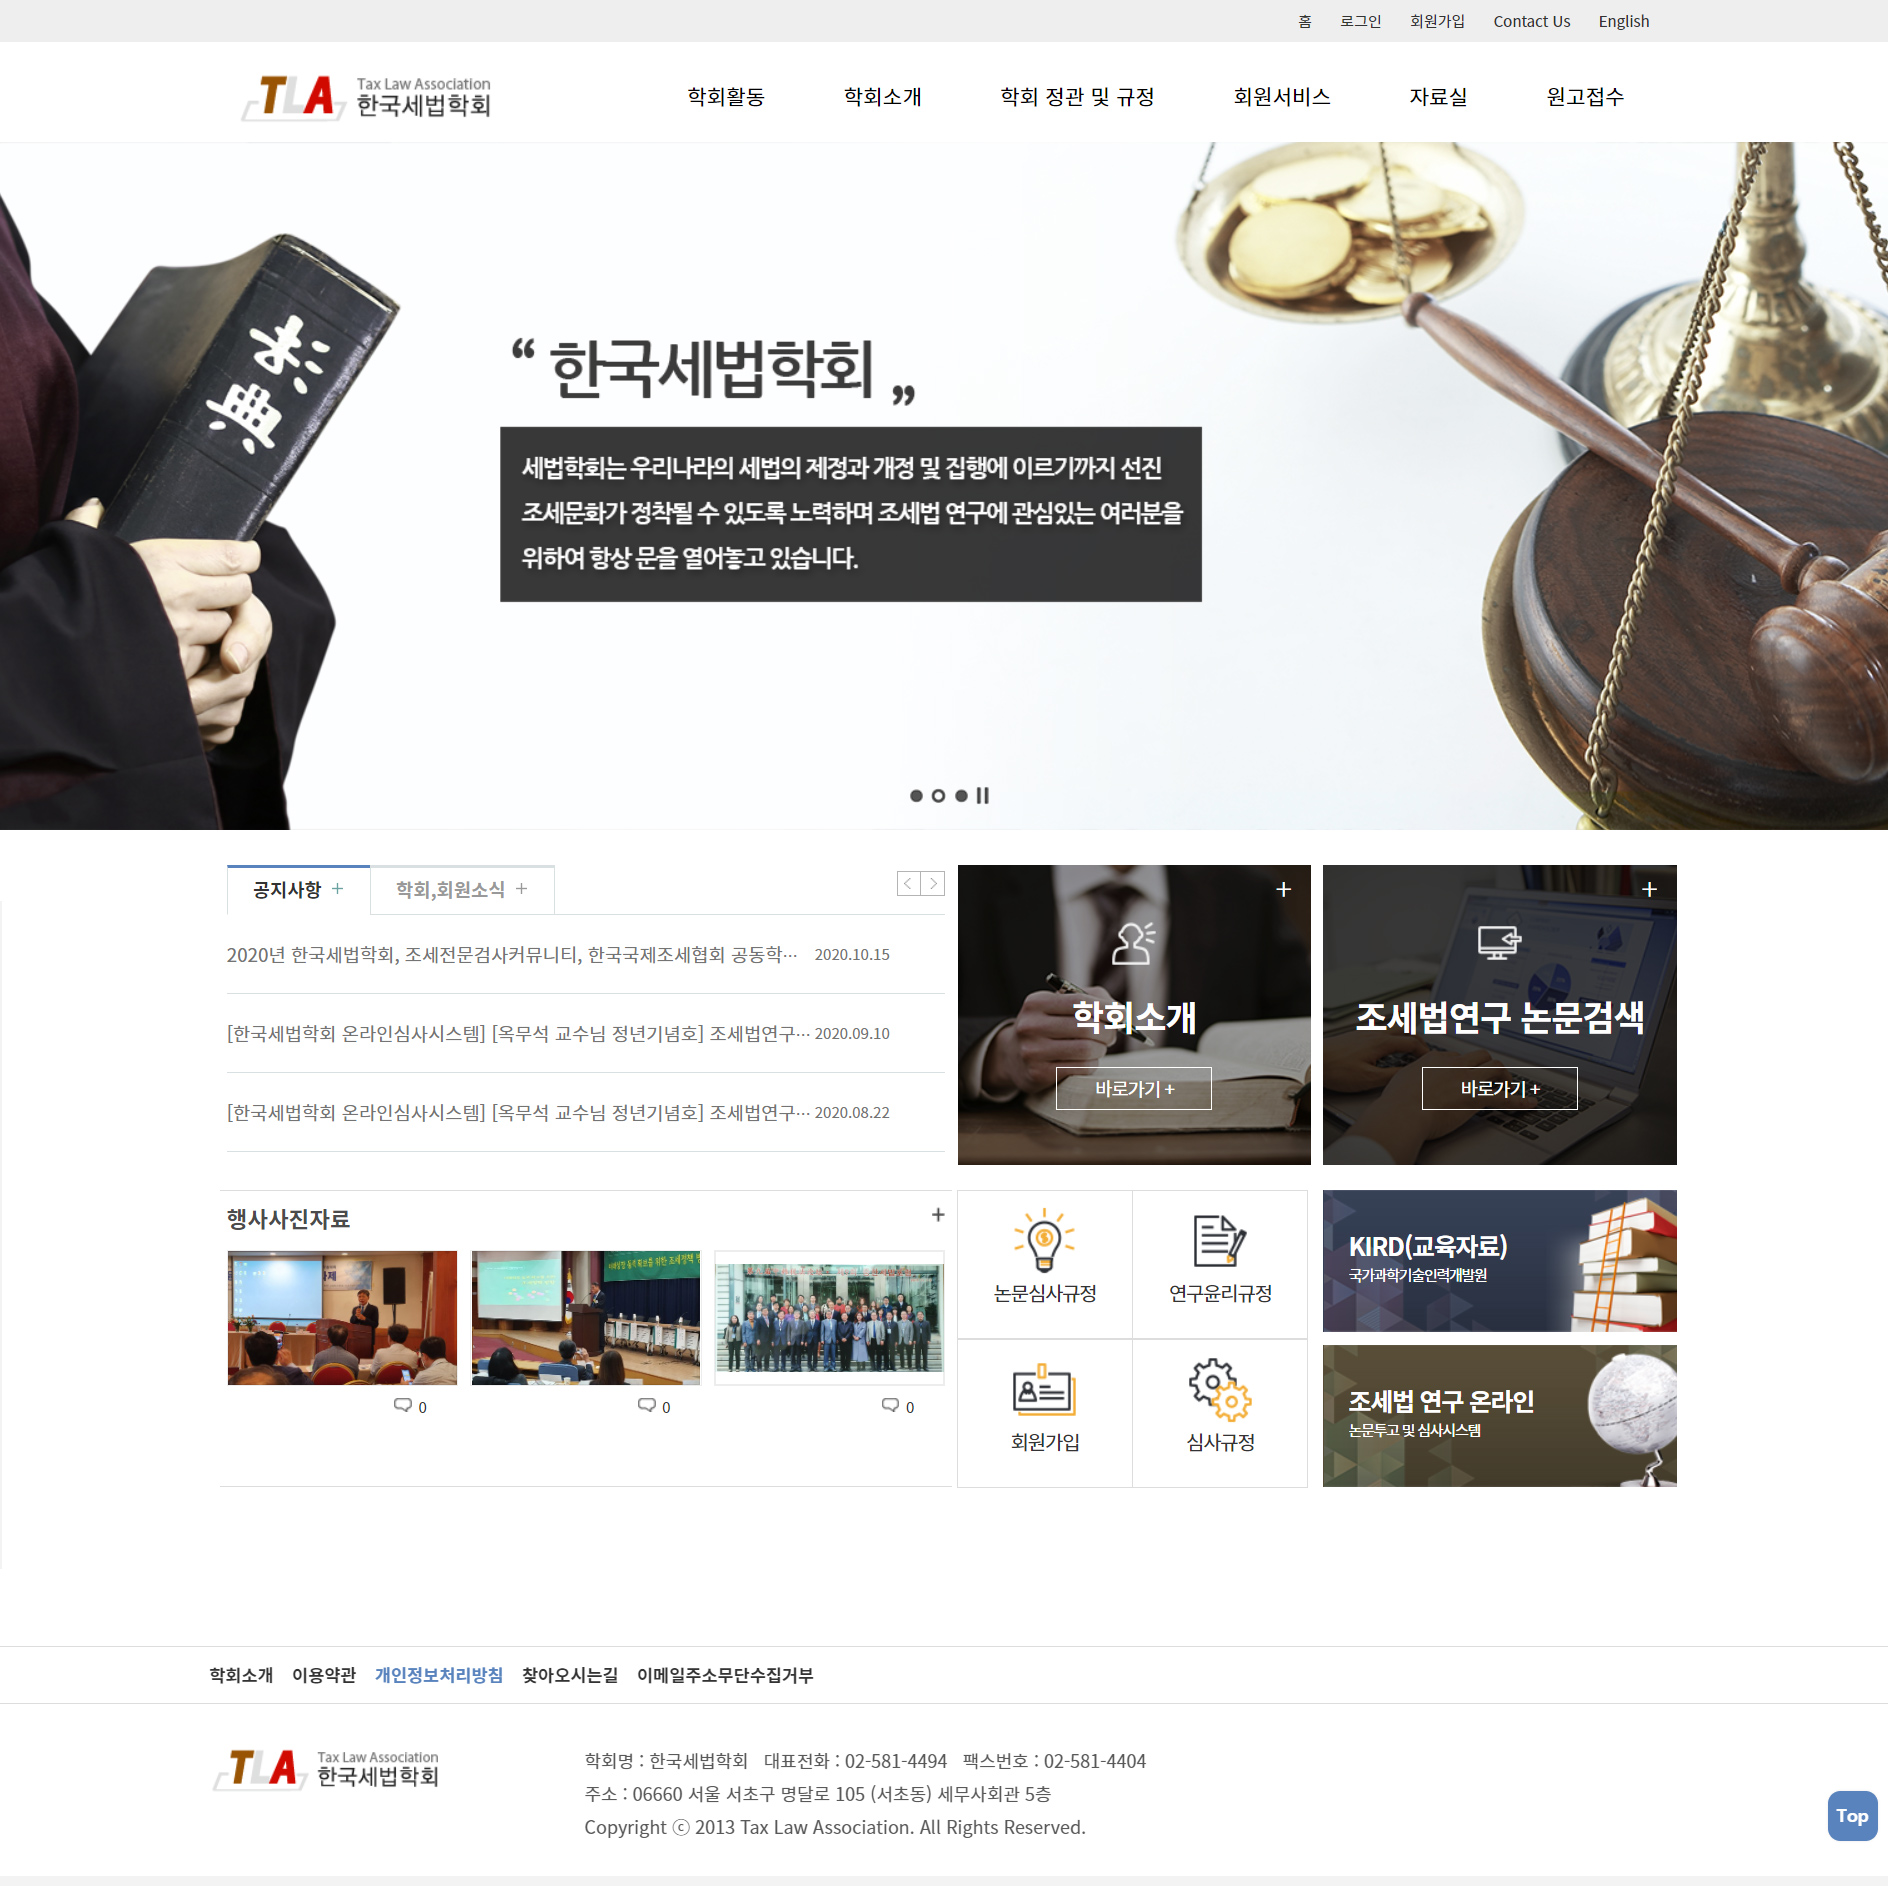 홈 로그인 회원가입 Contact Us English
TLA Tax Law Association
한국세법학회
학회활동 학회소개 학회 정관 및 규정 회원서비스 자료실 원고접수
法典
“ 한국세법학회 „
세법학회는 우리나라의 세법의 제정과 개정 및 집행에 이르기까지 선진
조세문화가 정착될 수 있도록 노력하며 조세법 연구에 관심있는 여러분을
위하여 항상 문을 열어놓고 있습니다.
공지사항 + 학회,회원소식 +
2020년 한국세법학회, 조세전문검사커뮤니티, 한국국제조세협회 공동학… 2020.10.15
[한국세법학회 온라인심사시스템] [옥무석 교수님 정년기념호] 조세법연구… 2020.09.10
[한국세법학회 온라인심사시스템] [옥무석 교수님 정년기념호] 조세법연구… 2020.08.22
+
학회소개
바로가기 +
+
조세법연구 논문검색
바로가기 +
행사사진자료 +
0 0 0
논문심사규정 연구윤리규정
회원가입 심사규정
KIRD(교육자료)
국가과학기술인력개발원
조세법 연구 온라인
논문투고 및 심사시스템
학회소개 이용약관 개인정보처리방침 찾아오시는길 이메일주소무단수집거부
TLA Tax Law Association
한국세법학회
학회명 : 한국세법학회 대표전화 : 02-581-4494 팩스번호 : 02-581-4404
주소 : 06660 서울 서초구 명달로 105 (서초동) 세무사회관 5층
Copyright ⓒ 2013 Tax Law Association. All Rights Reserved.
Top